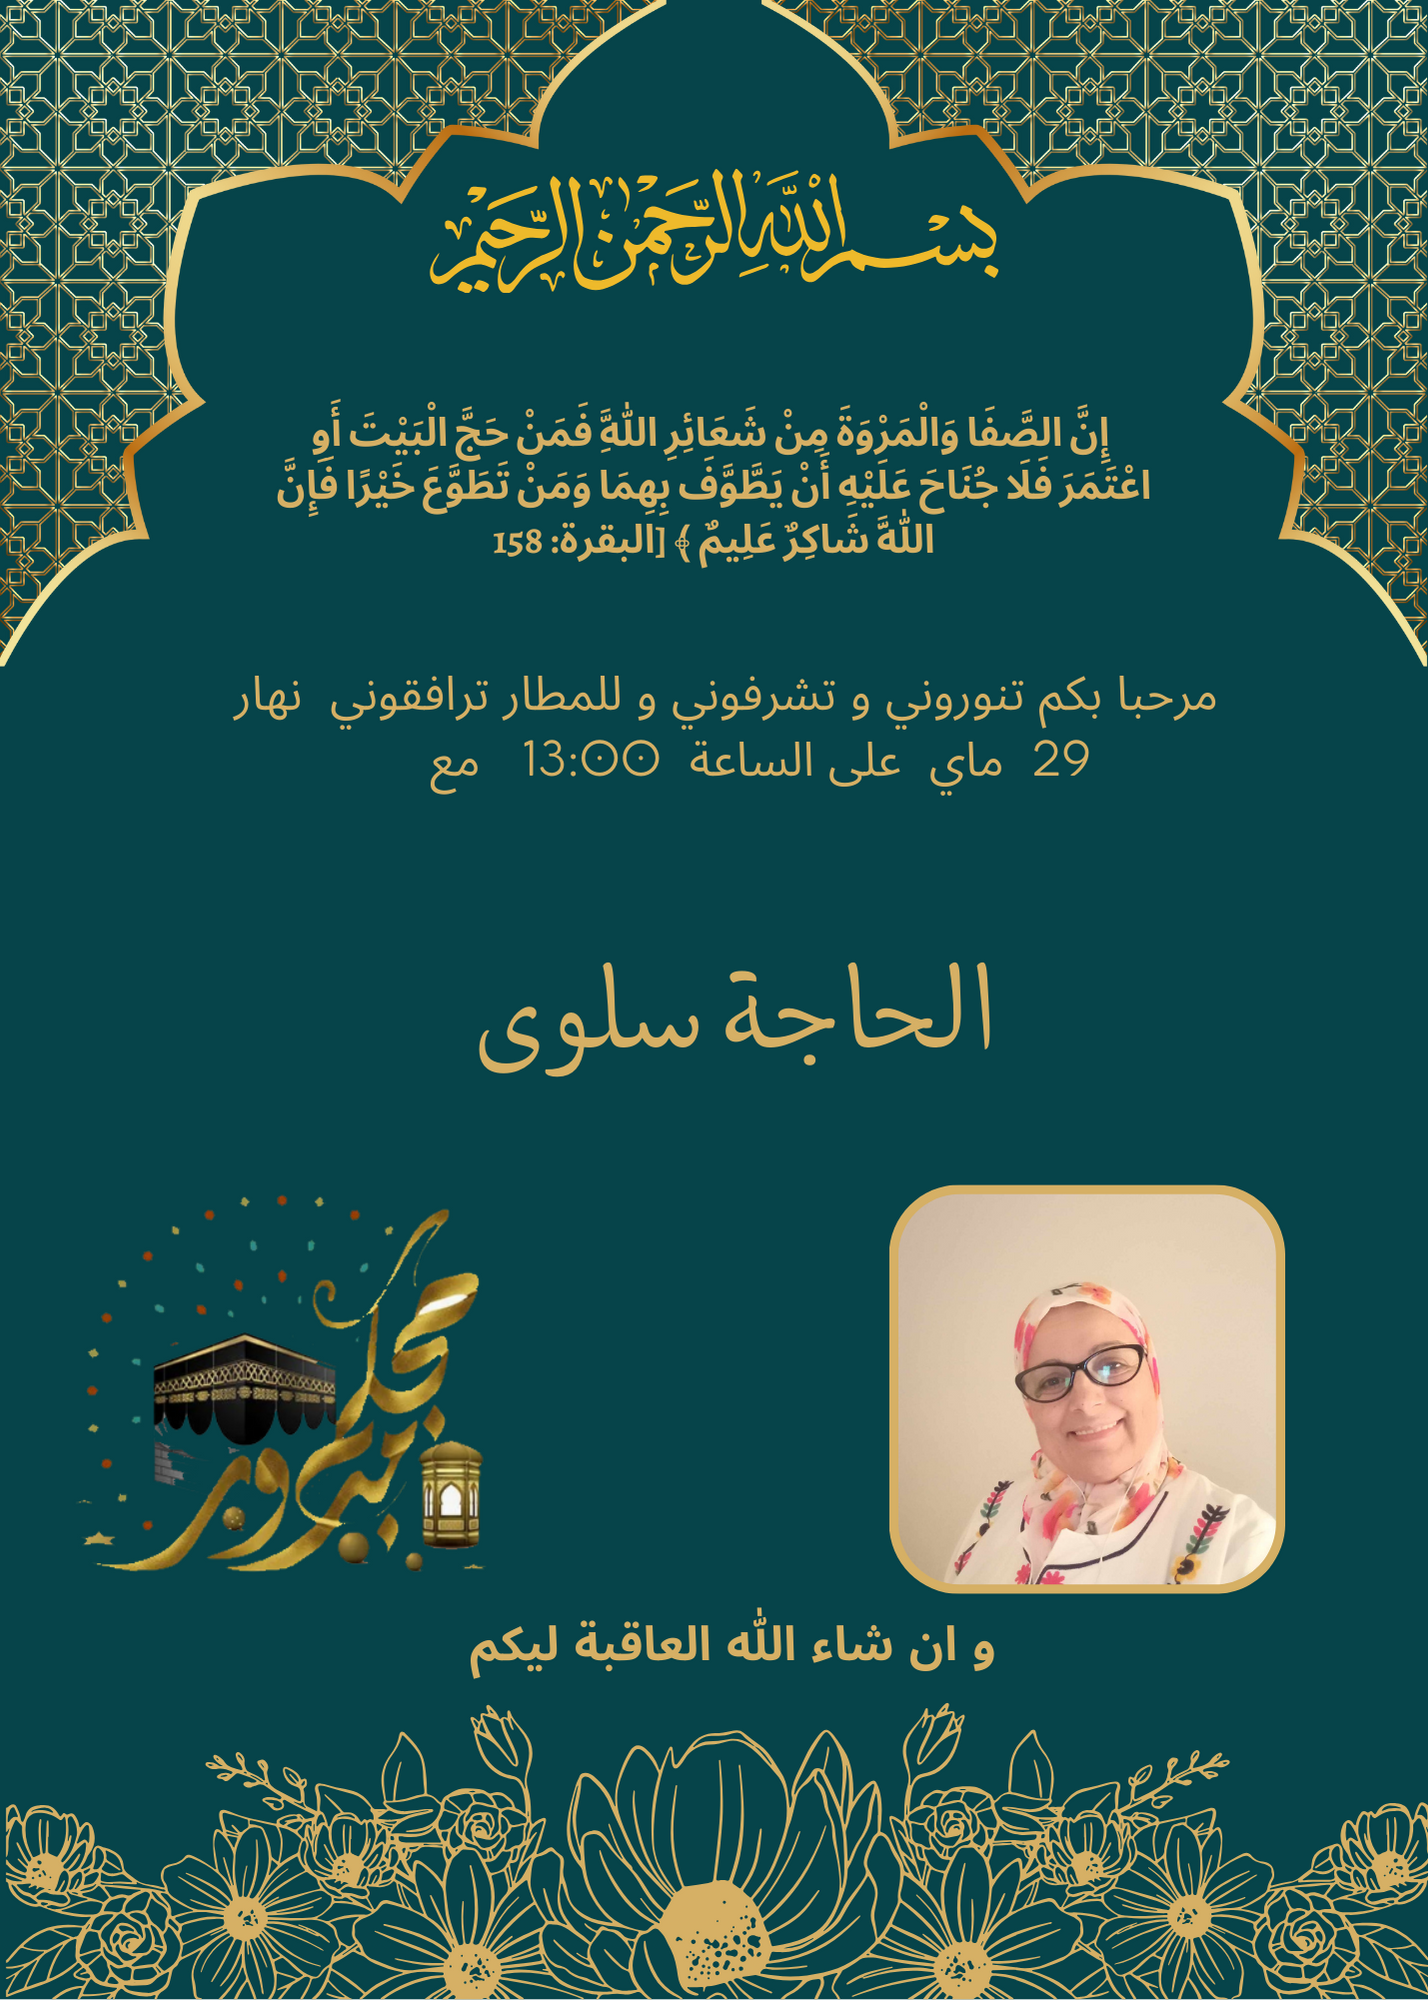 بسم الله الرحمن الرحيم
إِنَّ الصَّفَا وَالْمَرْوَةَ مِنْ شَعَائِرِ اللَّهِ فَمَنْ حَجَّ الْبَيْتَ أَوِ
اعْتَمَرَ فَلَا جُنَاحَ عَلَيْهِ أَنْ يَطَّوَّفَ بِهِمَا وَمَنْ تَطَوَّعَ خَيْرًا فَإِنَّ
اللَّهَ شَاكِرٌ عَلِيمٌ ﴾ [البقرة: 158
مرحبا بكم تنوروني و تشرفوني و للمطار ترافقوني نهار
29 ماي على الساعة 13:00 مع
الحاجة سلوى
حجكم
مبرور
و ان شاء الله العاقبة ليكم